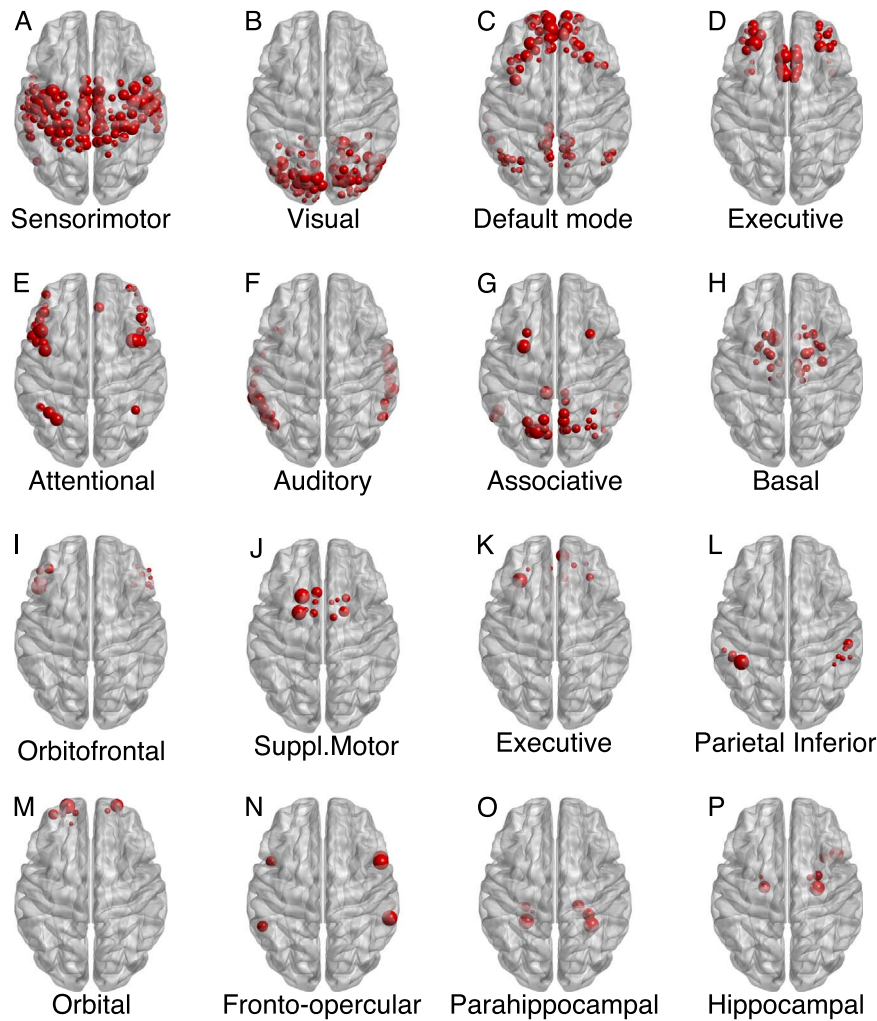 A B C D
Sensorimotor Visual Default mode Executive
E F G H
Attentional Auditory Associative Basal
I J K L
Orbitofrontal Suppl.Motor Executive Parietal Inferior
M N O P
Orbital Fronto-opercular Parahippocampal Hippocampal